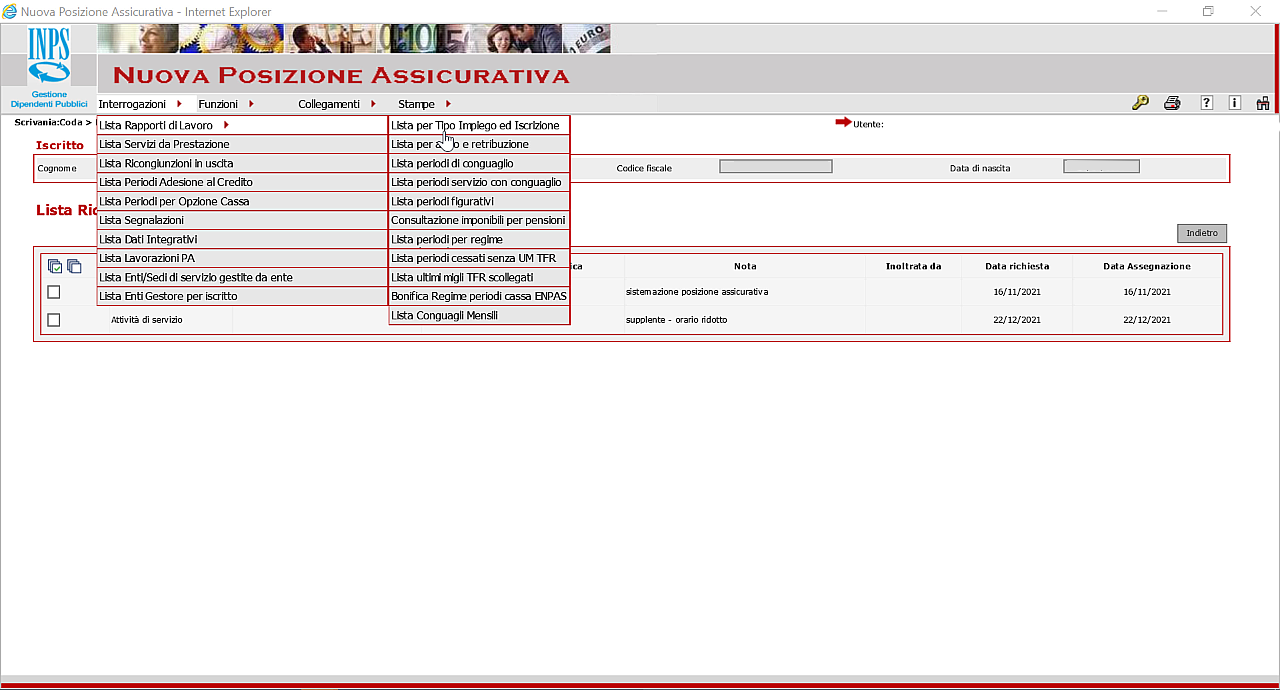 Nuova Posizione Assicurativa - Internet Explorer
INPS
EURO
NUOVA POSIZIONE ASSICURATIVA
Gestione
Dipendenti Pubblici
Interrogazioni Funzioni Collegamenti Stampe
Scrivania:Coda >
Utente:
Lista Rapporti di Lavoro
Lista Servizi da Prestazione
Lista Ricongiunzioni in uscita
Lista Periodi Adesione al Credito
Lista Periodi per Opzione Cassa
Lista Segnalazioni
Lista Dati Integrativi
Lista Lavorazioni PA
Lista Enti/Sedi di servizio gestite da ente
Lista Enti Gestore per iscritto
Lista per Tipo Impiego ed Iscrizione
Lista per e retribuzione
Lista periodi di conguaglio
Lista periodi servizio con conguaglio
Lista periodi figurativi
Consultazione imponibili per pensioni
Lista periodi per regime
Lista periodi cessati senza UM TFR
Lista ultimi migli TFR scollegati
Bonifica Regime periodi cassa ENPAS
Lista Conguagli Mensili
Iscritto
Cognome Codice fiscale Data di nascita
Lista
Indietro
Nota Inoltrata da Data richiesta Data Assegnazione
sistemazione posizione assicurativa 16/11/2021 16/11/2021
Attività di servizio supplente - orario ridotto 22/12/2021 22/12/2021